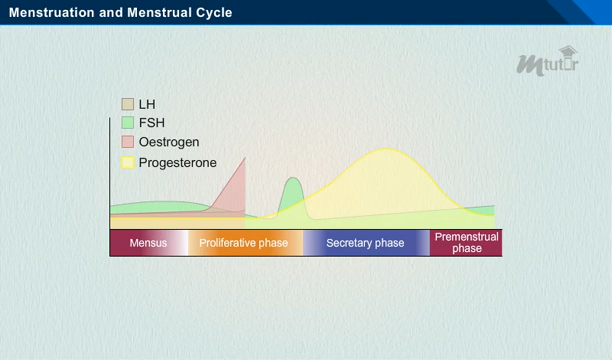 Menstruation and Menstrual Cycle
mtutor
LH
FSH
Oestrogen
Progesterone
Mensus
Proliferative phase
Secretary phase
Premenstrual
phase